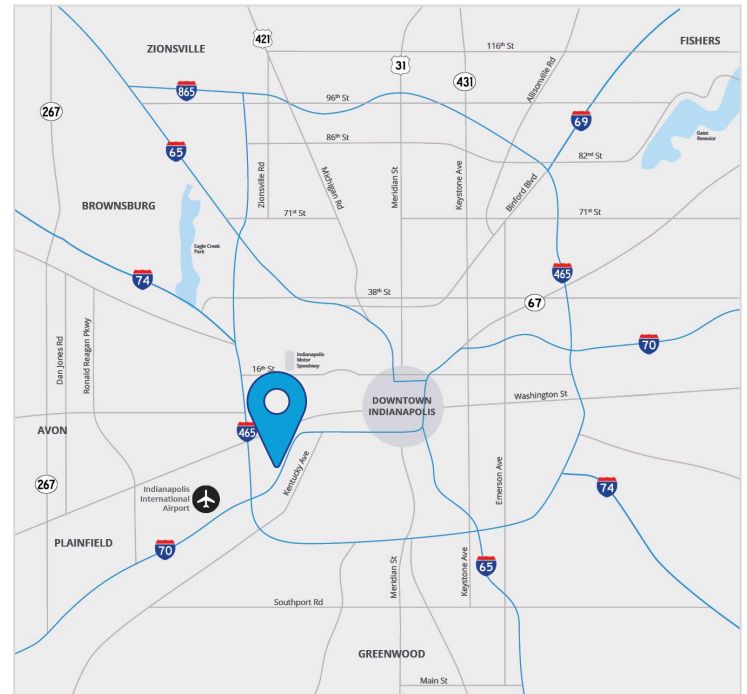 ZIONSVILLE
421
116th St
FISHERS
31
431
Allisonville Rd
865
96th St
267
69
65
86th St
82nd St
Geist
Resevior
Zionsville Rd
Michigan Rd
Meridian St
Keystone Ave
Binford Blvd
BROWNSBURG
71st St
71st St
Eagle Creek
Park
74
465
38th St
67
Dan Jones Rd
Ronald Reagan Pkwy
70
Indianapolis
Motor
Speedway
16th St
DOWNTOWN
INDIANAPOLIS
Washington St
AVON
465
Kentucky Ave
Emerson Ave
267
Indianapolis
International
Airport
74
PLAINFIELD
70
Meridian St
Keystone Ave
65
Southport Rd
GREENWOOD
Main St